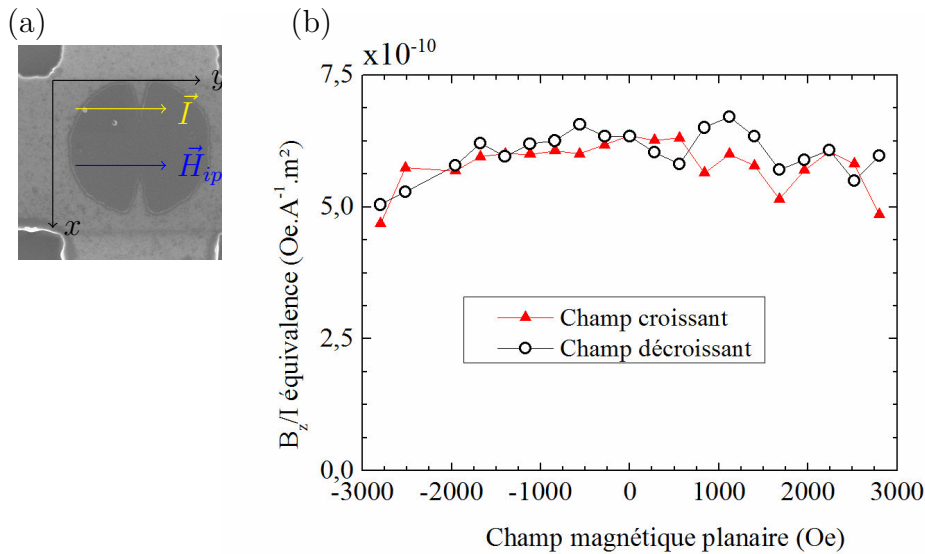 (a)
y
I
H_ip
x
(b)
x10⁻¹⁰
7,5
5,0
2,5
0,0
B_z/I équivalence (Oe.A⁻¹.m²)
Champ croissant
Champ décroissant
-3000 -2000 -1000 0 1000 2000 3000
Champ magnétique planaire (Oe)